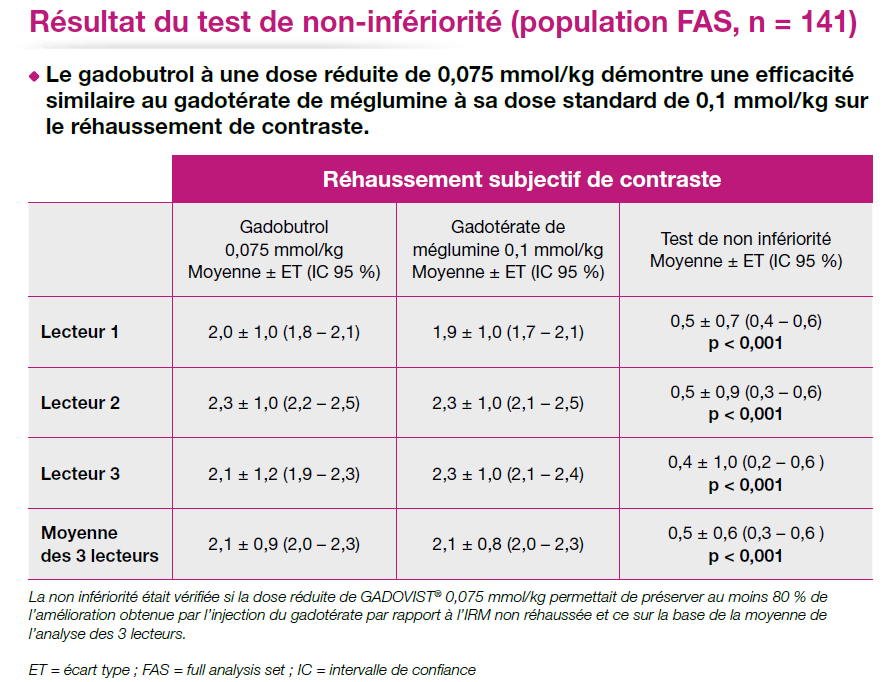 Résultat du test de non-infériorité (population FAS, n = 141)
Le gadobutrol à une dose réduite de 0,075 mmol/kg démontre une efficacité
similaire au gadotérate de méglumine à sa dose standard de 0,1 mmol/kg sur
le réhaussement de contraste.
Réhaussement subjectif de contraste
Gadobutrol
0,075 mmol/kg
Moyenne ± ET (IC 95 %)
Gadotérate de
méglumine 0,1 mmol/kg
Moyenne ± ET (IC 95 %)
Test de non infériorité
Moyenne ± ET (IC 95 %)
Lecteur 1
2,0 ± 1,0 (1,8 – 2,1)
1,9 ± 1,0 (1,7 – 2,1)
0,5 ± 0,7 (0,4 – 0,6)
p < 0,001
Lecteur 2
2,3 ± 1,0 (2,2 – 2,5)
2,3 ± 1,0 (2,1 – 2,5)
0,5 ± 0,9 (0,3 – 0,6)
p < 0,001
Lecteur 3
2,1 ± 1,2 (1,9 – 2,3)
2,3 ± 1,0 (2,1 – 2,4)
0,4 ± 1,0 (0,2 – 0,6 )
p < 0,001
Moyenne
des 3 lecteurs
2,1 ± 0,9 (2,0 – 2,3)
2,1 ± 0,8 (2,0 – 2,3)
0,5 ± 0,6 (0,3 – 0,6 )
p < 0,001
La non infériorité était vérifiée si la dose réduite de GADOVIST® 0,075 mmol/kg permettait de préserver au moins 80 % de
l’amélioration obtenue par l’injection du gadotérate par rapport à l’IRM non réhaussée et ce sur la base de la moyenne de
l’analyse des 3 lecteurs.
ET = écart type ; FAS = full analysis set ; IC = intervalle de confiance